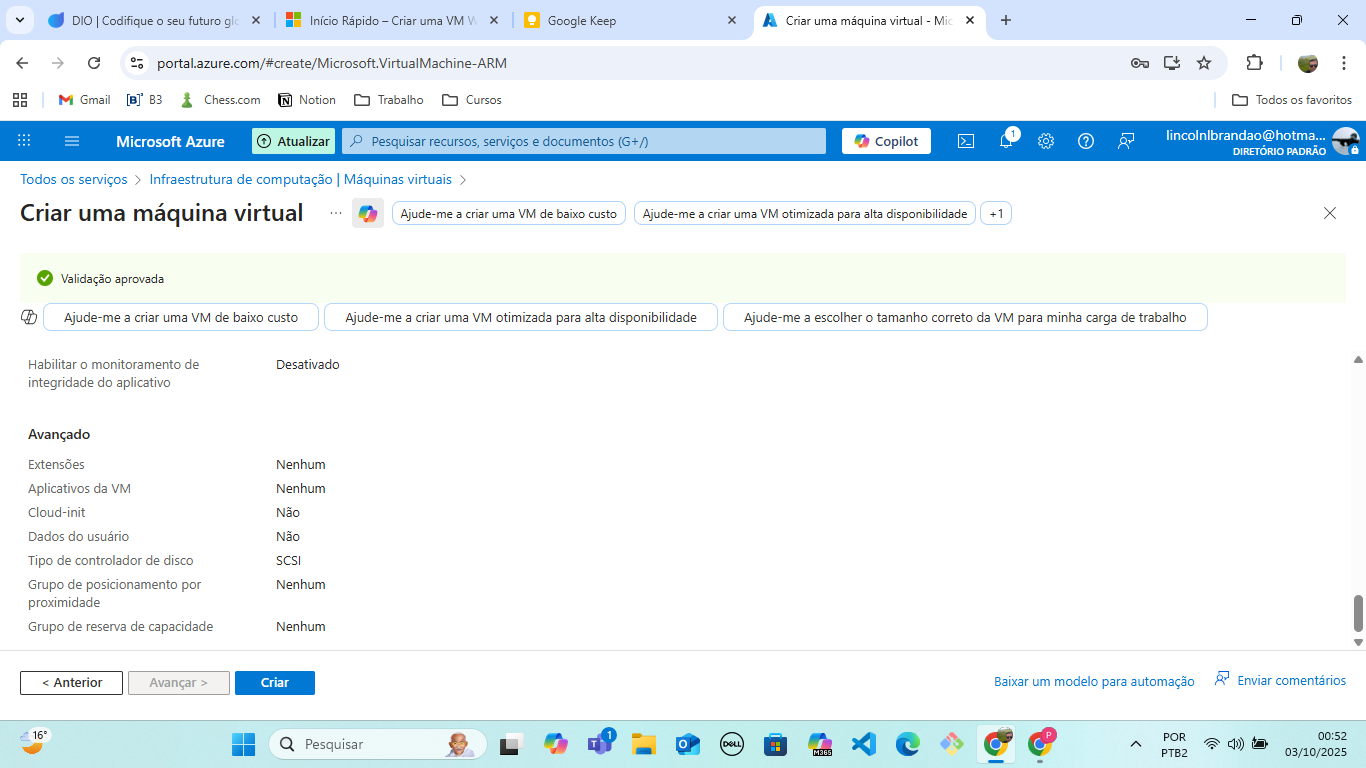 DIO | Codifique o seu futuro glo
Início Rápido – Criar uma VM W
Google Keep
Criar uma máquina virtual - Mic
portal.azure.com/#create/Microsoft.VirtualMachine-ARM
Gmail
B3
Chess.com
Notion
Trabalho
Cursos
Todos os favoritos
Microsoft Azure
Atualizar
Pesquisar recursos, serviços e documentos (G+/)
Copilot
1
lincolnlbrandao@hotma...
DIRETÓRIO PADRÃO
Todos os serviços > Infraestrutura de computação | Máquinas virtuais >
Criar uma máquina virtual ...
Ajude-me a criar uma VM de baixo custo
Ajude-me a criar uma VM otimizada para alta disponibilidade
+1
Validação aprovada
Ajude-me a criar uma VM de baixo custo
Ajude-me a criar uma VM otimizada para alta disponibilidade
Ajude-me a escolher o tamanho correto da VM para minha carga de trabalho
Habilitar o monitoramento de
integridade do aplicativo
Desativado
Avançado
Extensões Nenhum
Aplicativos da VM Nenhum
Cloud-init Não
Dados do usuário Não
Tipo de controlador de disco SCSI
Grupo de posicionamento por
proximidade
Nenhum
Grupo de reserva de capacidade Nenhum
< Anterior
Avançar >
Criar
Baixar um modelo para automação
Enviar comentários
16°
Pesquisar
1
DELL
M365
P
POR
PTB2
00:52
03/10/2025